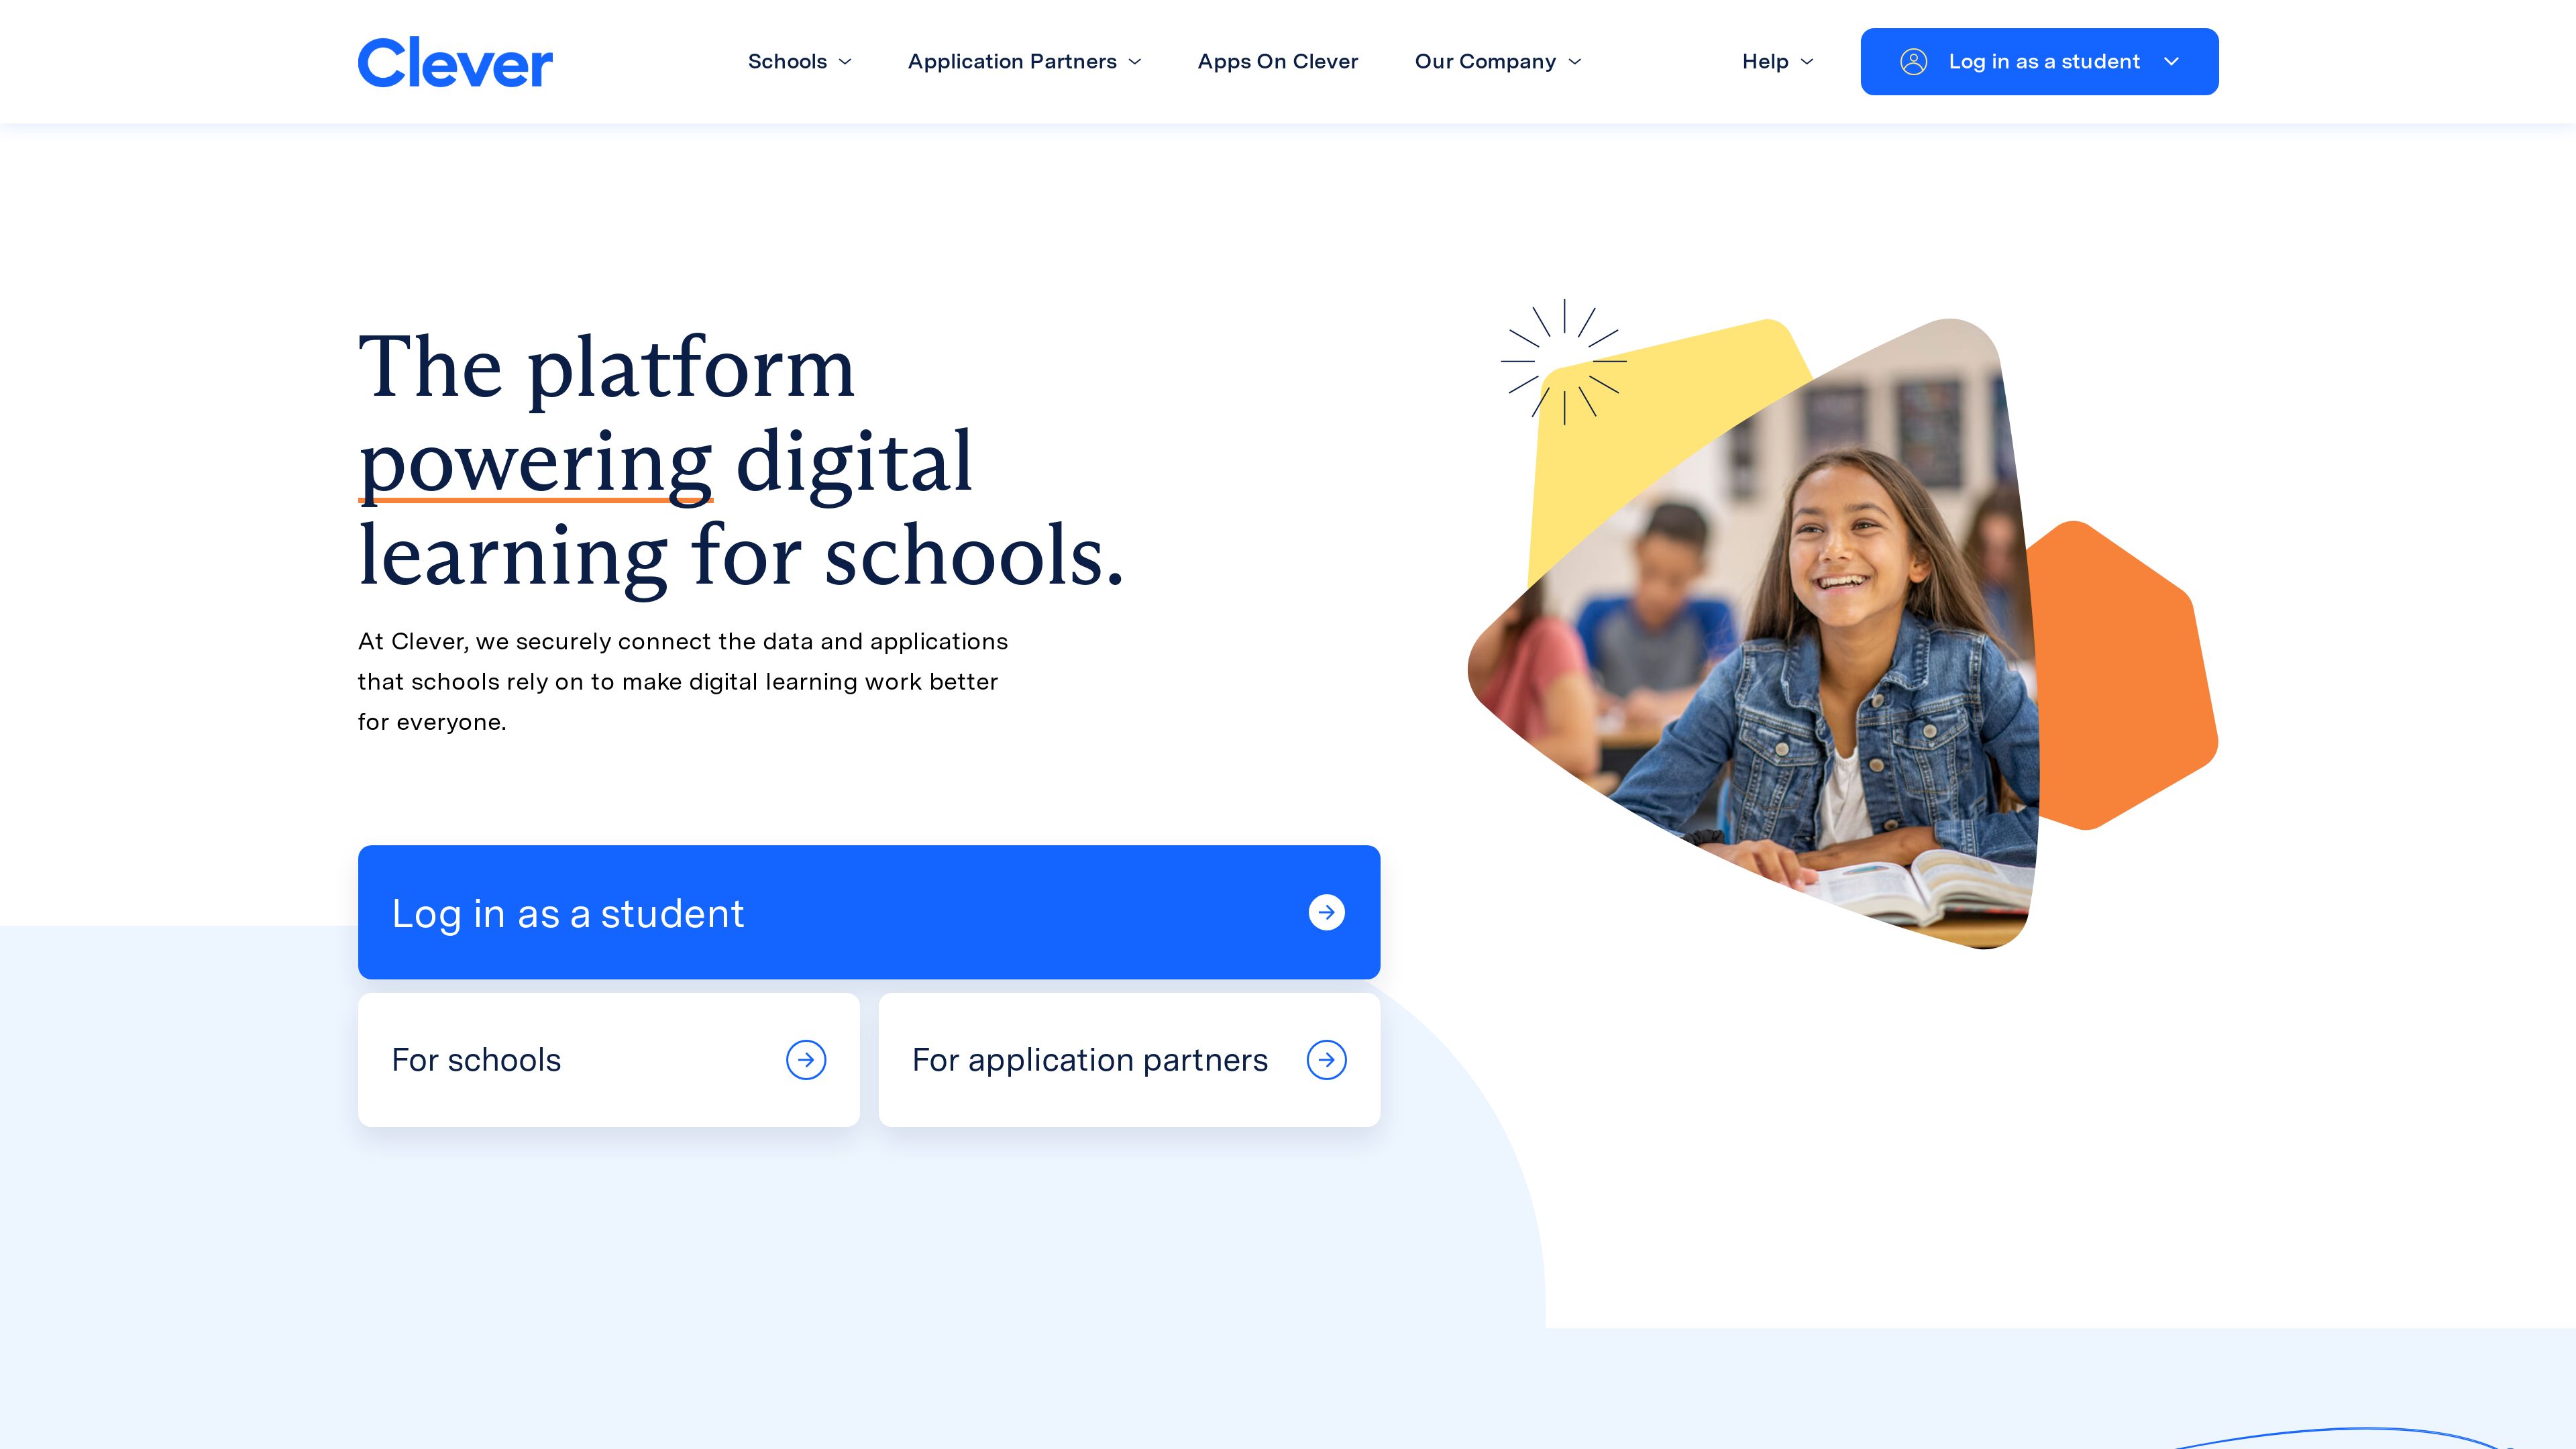 Clever
Schools
Application Partners
Apps On Clever
Our Company
Help
Log in as a student
The platform
powering digital
learning for schools.
At Clever, we securely connect the data and applications
that schools rely on to make digital learning work better
for everyone.
Log in as a student
For schools
For application partners